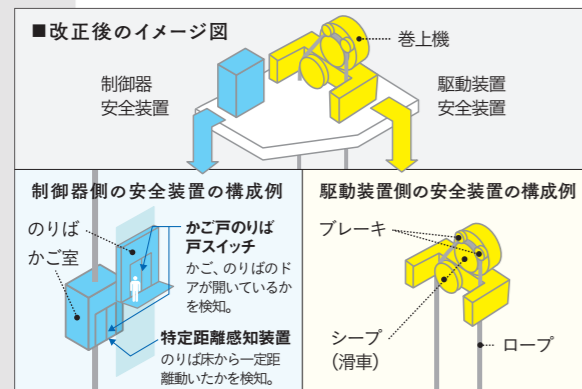 ■改正後のイメージ図
巻上機
制御器
安全装置
駆動装置
安全装置
制御器側の安全装置の構成例
のりば
かご室
かご戸のりば
戸スイッチ
かご、のりばのド
アが開いているか
を検知。
特定距離感知装置
のりば床から一定距
離動いたかを検知。
駆動装置側の安全装置の構成例
ブレーキ
シーブ
(滑車)
ロープ